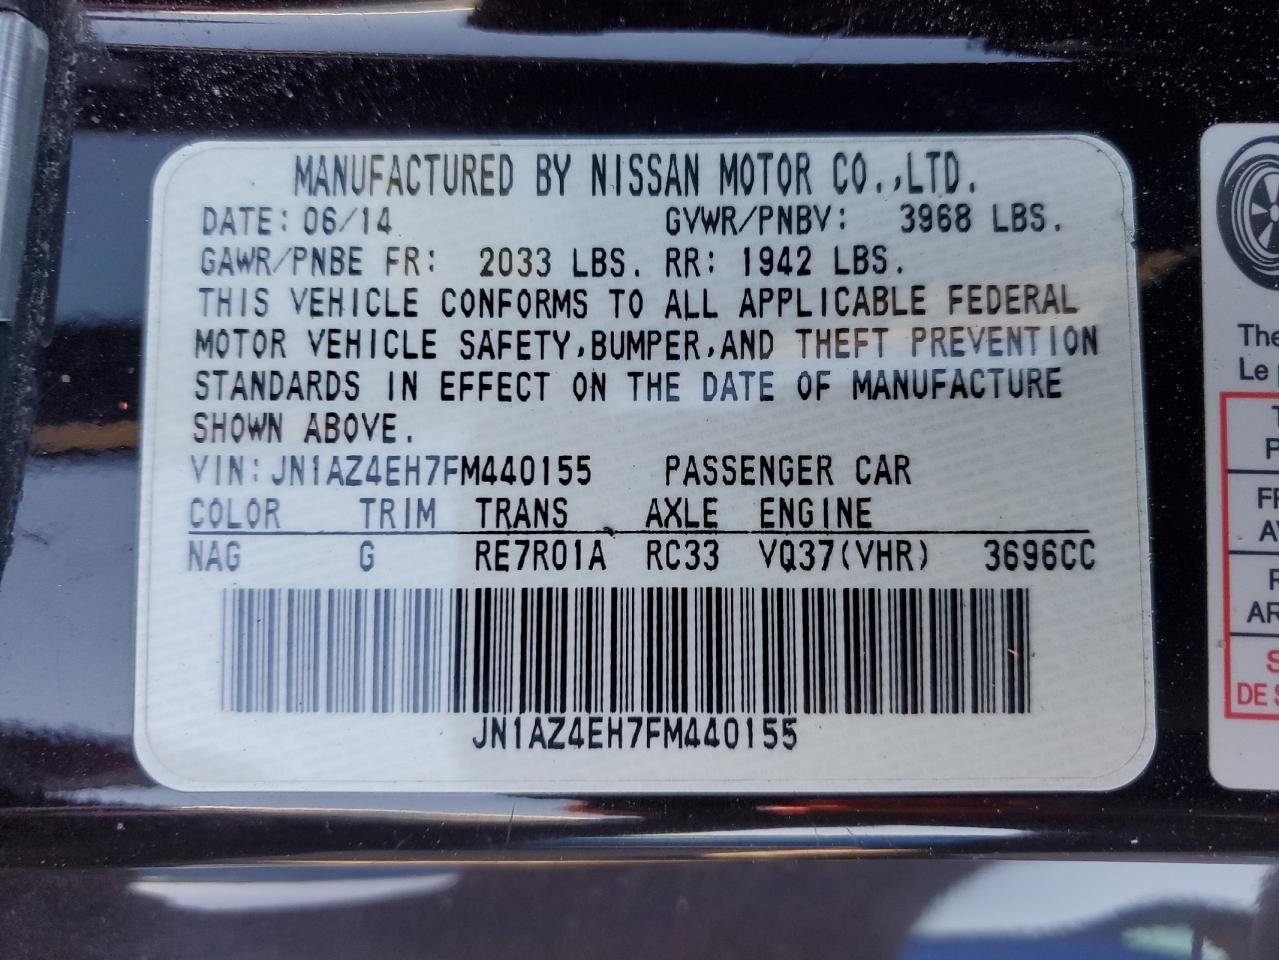 MANUFACTURED BY NISSAN MOTOR CO.,LTD.
DATE: 06/14 GVWR/PNBV: 3968 LBS.
GAWR/PNBE FR: 2033 LBS. RR: 1942 LBS.
THIS VEHICLE CONFORMS TO ALL APPLICABLE FEDERAL
MOTOR VEHICLE SAFETY,BUMPER,AND THEFT PREVENTION
STANDARDS IN EFFECT ON THE DATE OF MANUFACTURE
SHOWN ABOVE.
VIN:JN1AZ4EH7FM440155 PASSENGER CAR
COLOR TRIM TRANS AXLE ENGINE
NAG G RE7R01A RC33 VQ37(VHR) 3696CC
JN1AZ4EH7FM440155
The
Le
DE